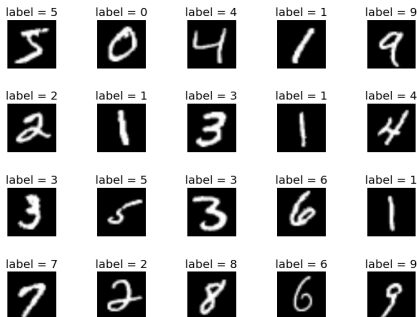 label = 5 label = 0 label = 4 label = 1 label = 9
5 0 4 1 9
label = 2 label = 1 label = 3 label = 1 label = 4
2 1 3 1 4
label = 3 label = 5 label = 3 label = 6 label = 1
3 5 3 6 1
label = 7 label = 2 label = 8 label = 6 label = 9
7 2 8 6 9